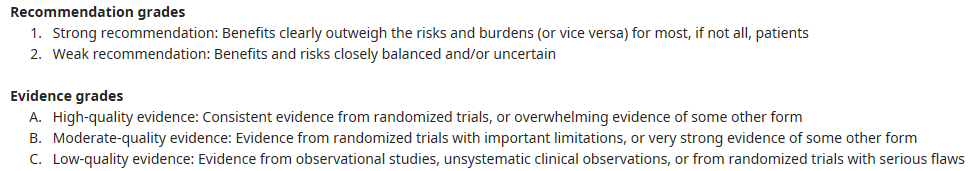 Recommendation grades
1. Strong recommendation: Benefits clearly outweigh the risks and burdens (or vice versa) for most, if not all, patients
2. Weak recommendation: Benefits and risks closely balanced and/or uncertain
Evidence grades
A. High-quality evidence: Consistent evidence from randomized trials, or overwhelming evidence of some other form
B. Moderate-quality evidence: Evidence from randomized trials with important limitations, or very strong evidence of some other form
C. Low-quality evidence: Evidence from observational studies, unsystematic clinical observations, or from randomized trials with serious flaws